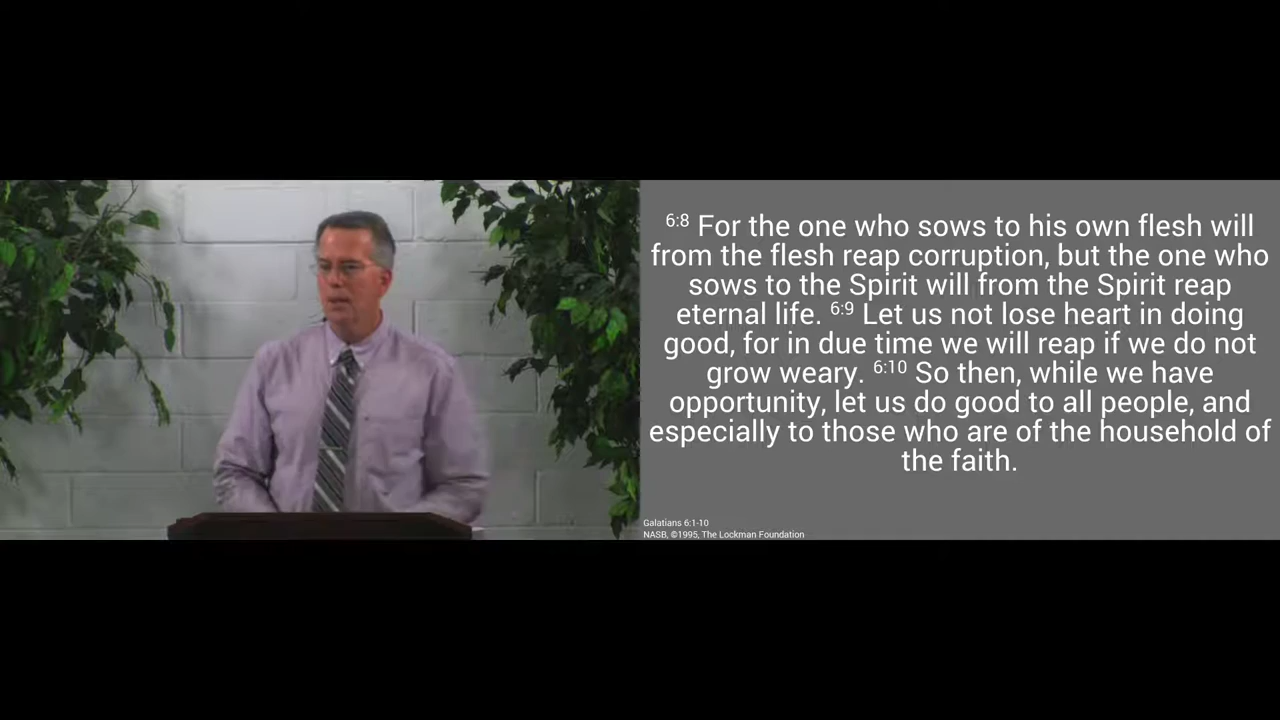 6:8 For the one who sows to his own flesh will
from the flesh reap corruption, but the one who
sows to the Spirit will from the Spirit reap
eternal life. 6:9 Let us not lose heart in doing
good, for in due time we will reap if we do not
grow weary. 6:10 So then, while we have
opportunity, let us do good to all people, and
especially to those who are of the household of
the faith.
Galatians 6:1-10
NASB, ©1995, The Lockman Foundation